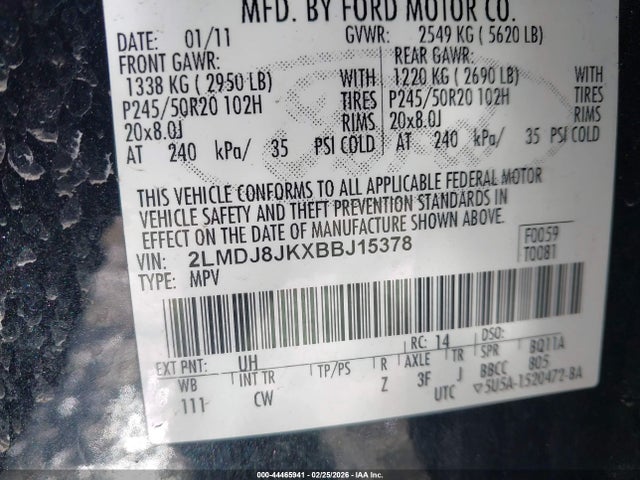 MFD. BY FORD MOTOR CO.
DATE: 01/11 GVWR: 2549 KG ( 5620 LB)
FRONT GAWR: REAR GAWR:
1338 KG ( 2950 LB) WITH 1220 KG ( 2690 LB) WITH
P245/50R20 102H TIRES P245/50R20 102H TIRES
20x8.0J RIMS 20x8.0J RIMS
AT 240 kPa/ 35 PSI COLD AT 240 kPa/ 35 PSI COLD
THIS VEHICLE CONFORMS TO ALL APPLICABLE FEDERAL MOTOR
VEHICLE SAFETY AND THEFT PREVENTION STANDARDS IN
EFFECT ON THE DATE OF MANUFACTURE SHOWN ABOVE.
VIN: 2LMDJ8JKXBBJ15378 F0059
TYPE: MPV T0081
EXT PNT: UH RC: 14 DSO:
WB INT TR TP/PS R AXLE TR SPR BQ11A
111 CW Z 3F J BBCC 805
UTC ▽5U5A-1520472-BA
000-44465941 - 02/25/2026 - IAA Inc.